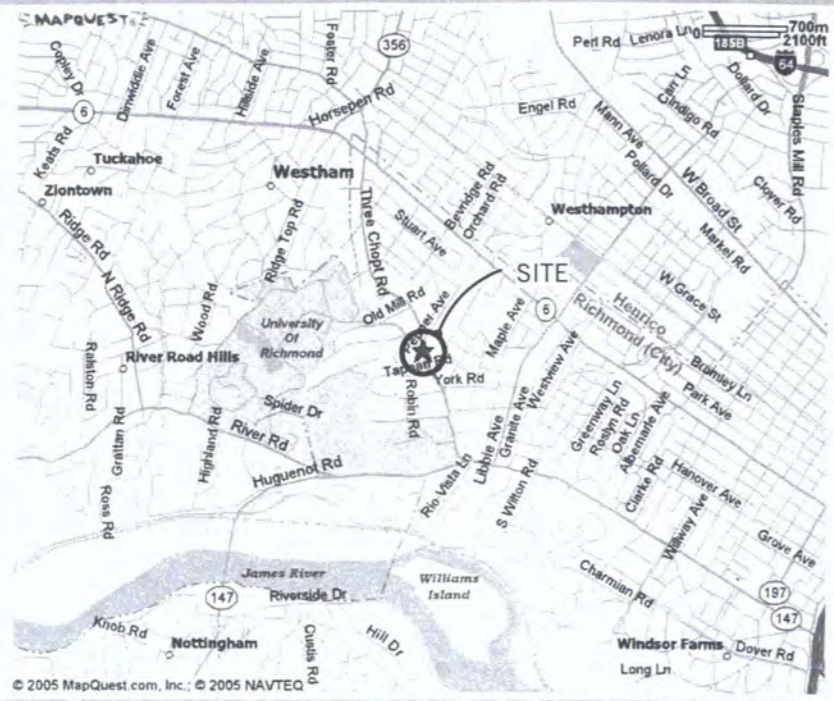 MAPQUEST
700m
0
2100ft
Copley Dr
Dinwiddie Ave
Forest Ave
Hillside Ave
Foster Rd
356
Perl Rd
Lenora Ln
185B
64
Dollard Dr
Indigo Rd
Staples Mill Rd
Horsepen Rd
Engel Rd
Mann Ave
6
Keats Rd
Tuckahoe
Westham
Pollard Dr
W Broad St
Clover Rd
Ziontown
Three Chopt Rd
Bevridge Rd
Orchard Rd
Westhampton
Markel Rd
Stuart Ave
Ridge Rd
N Ridge Rd
Ridge Top Rd
Wood Rd
SITE
W Grace St
Old Mill Rd
Henrico
Richmond (City)
University
Of
Richmond
Maple Ave
6
River Road Hills
Ralston Rd
York Rd
Westview Ave
Bromley Ln
Park Ave
Robin Rd
Spider Dr
Greenway Ln
Roslyn Rd
Oak Ln
Albemarle Ave
Grattan Rd
Highland Rd
River Rd
Libbie Ave
Granite Ave
Huguenot Rd
Rio Vista Ln
S Wilton Rd
Clarke Rd
Hanover Ave
Ross Rd
Willway Ave
Grove Ave
James River
Williams
Island
Charmian Rd
197
147
147
Riverside Dr
Knob Rd
Nottingham
Custis Rd
Hill Dr
Windsor Farms
Dover Rd
Long Ln
© 2005 MapQuest.com, Inc.; © 2005 NAVTEQ